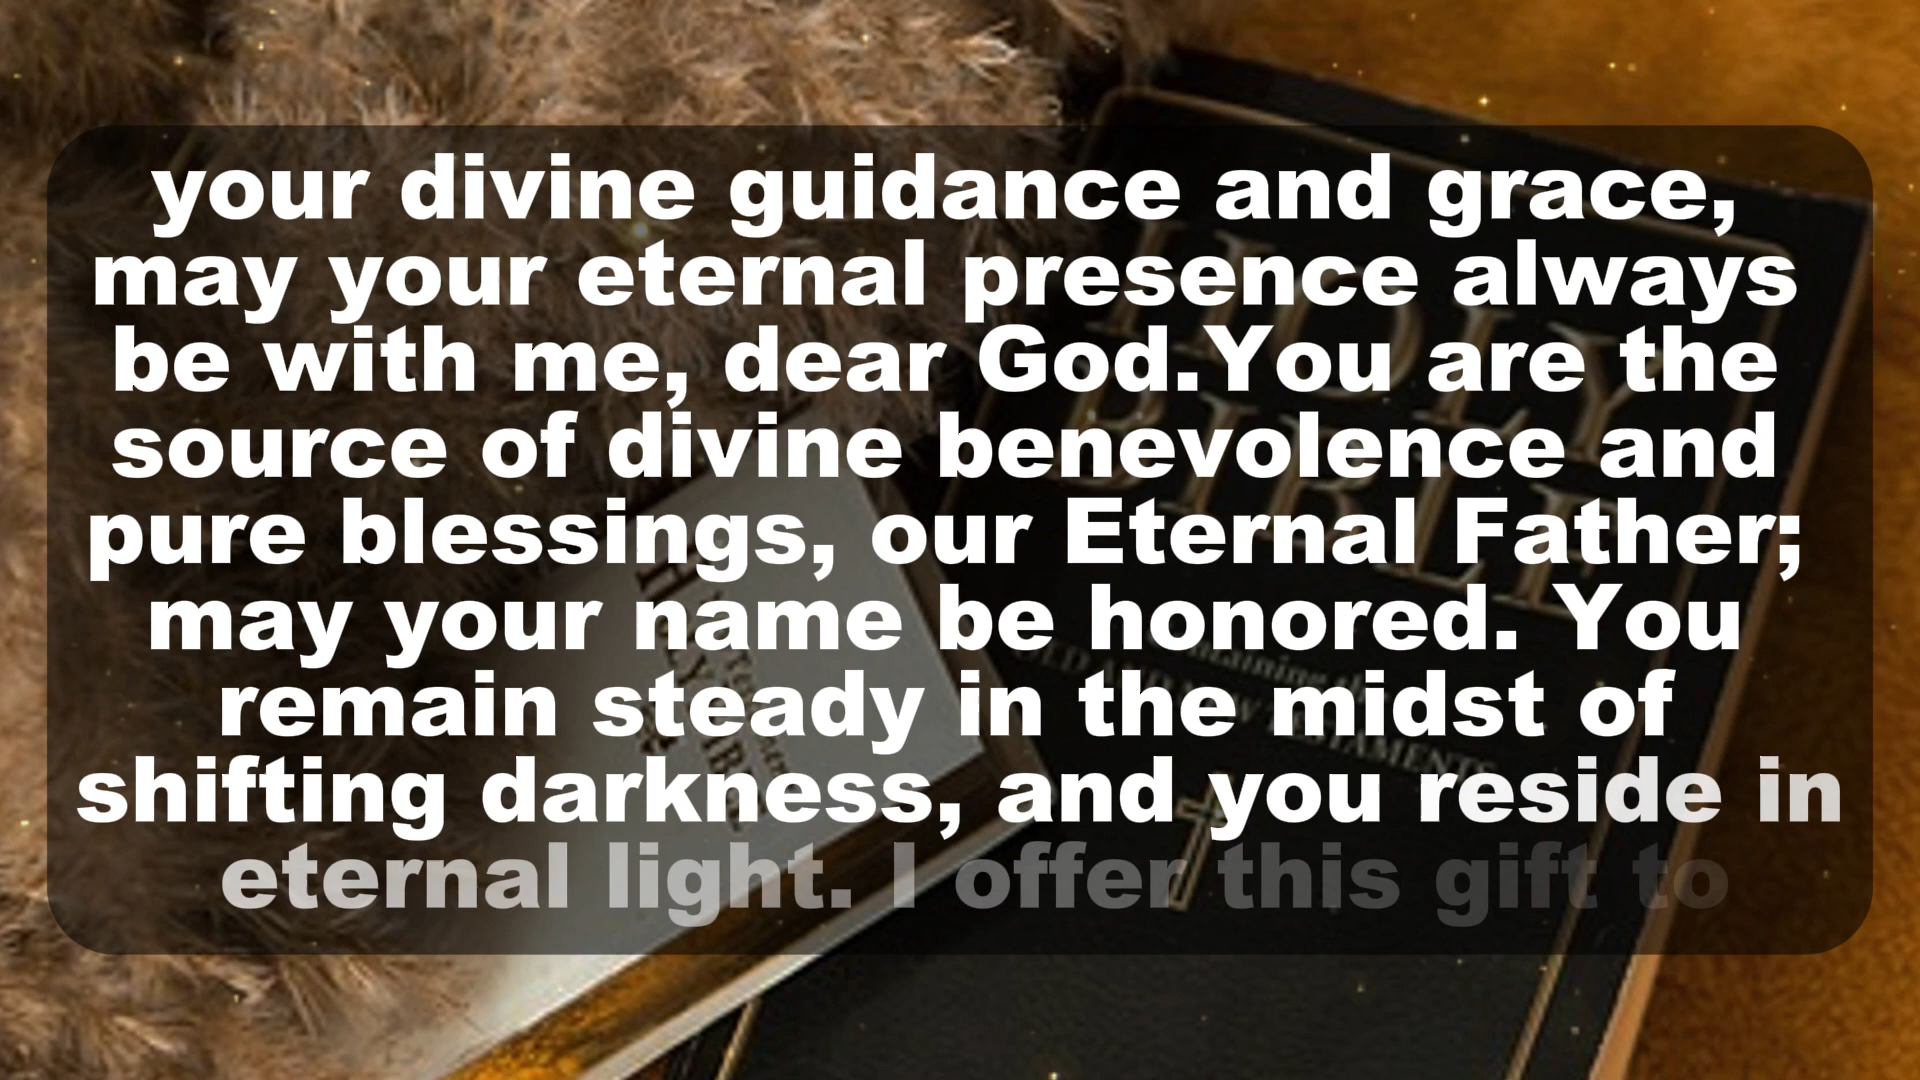 your divine guidance and grace,
may your eternal presence always
be with me, dear God.You are the
source of divine benevolence and
pure blessings, our Eternal Father;
may your name be honored. You
remain steady in the midst of
shifting darkness, and you reside in
eternal light. I offer this gift to
HOLY
BIBLE